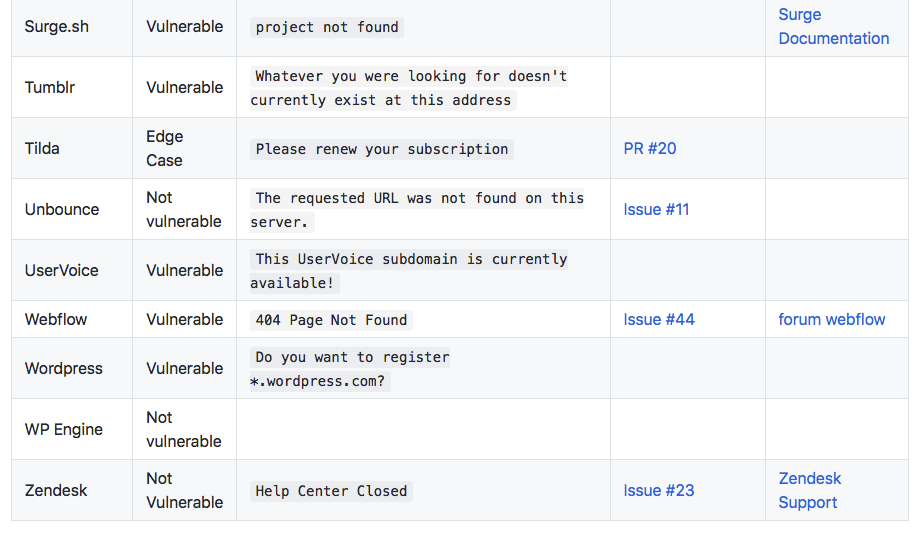 Surge.sh Vulnerable project not found Surge
Documentation
Tumblr Vulnerable Whatever you were looking for doesn't
currently exist at this address
Tilda Edge
Case Please renew your subscription PR #20
Unbounce Not
vulnerable The requested URL was not found on this
server. Issue #11
UserVoice Vulnerable This UserVoice subdomain is currently
available!
Webflow Vulnerable 404 Page Not Found Issue #44 forum webflow
Wordpress Vulnerable Do you want to register
*.wordpress.com?
WP Engine Not
vulnerable
Zendesk Not
Vulnerable Help Center Closed Issue #23 Zendesk
Support